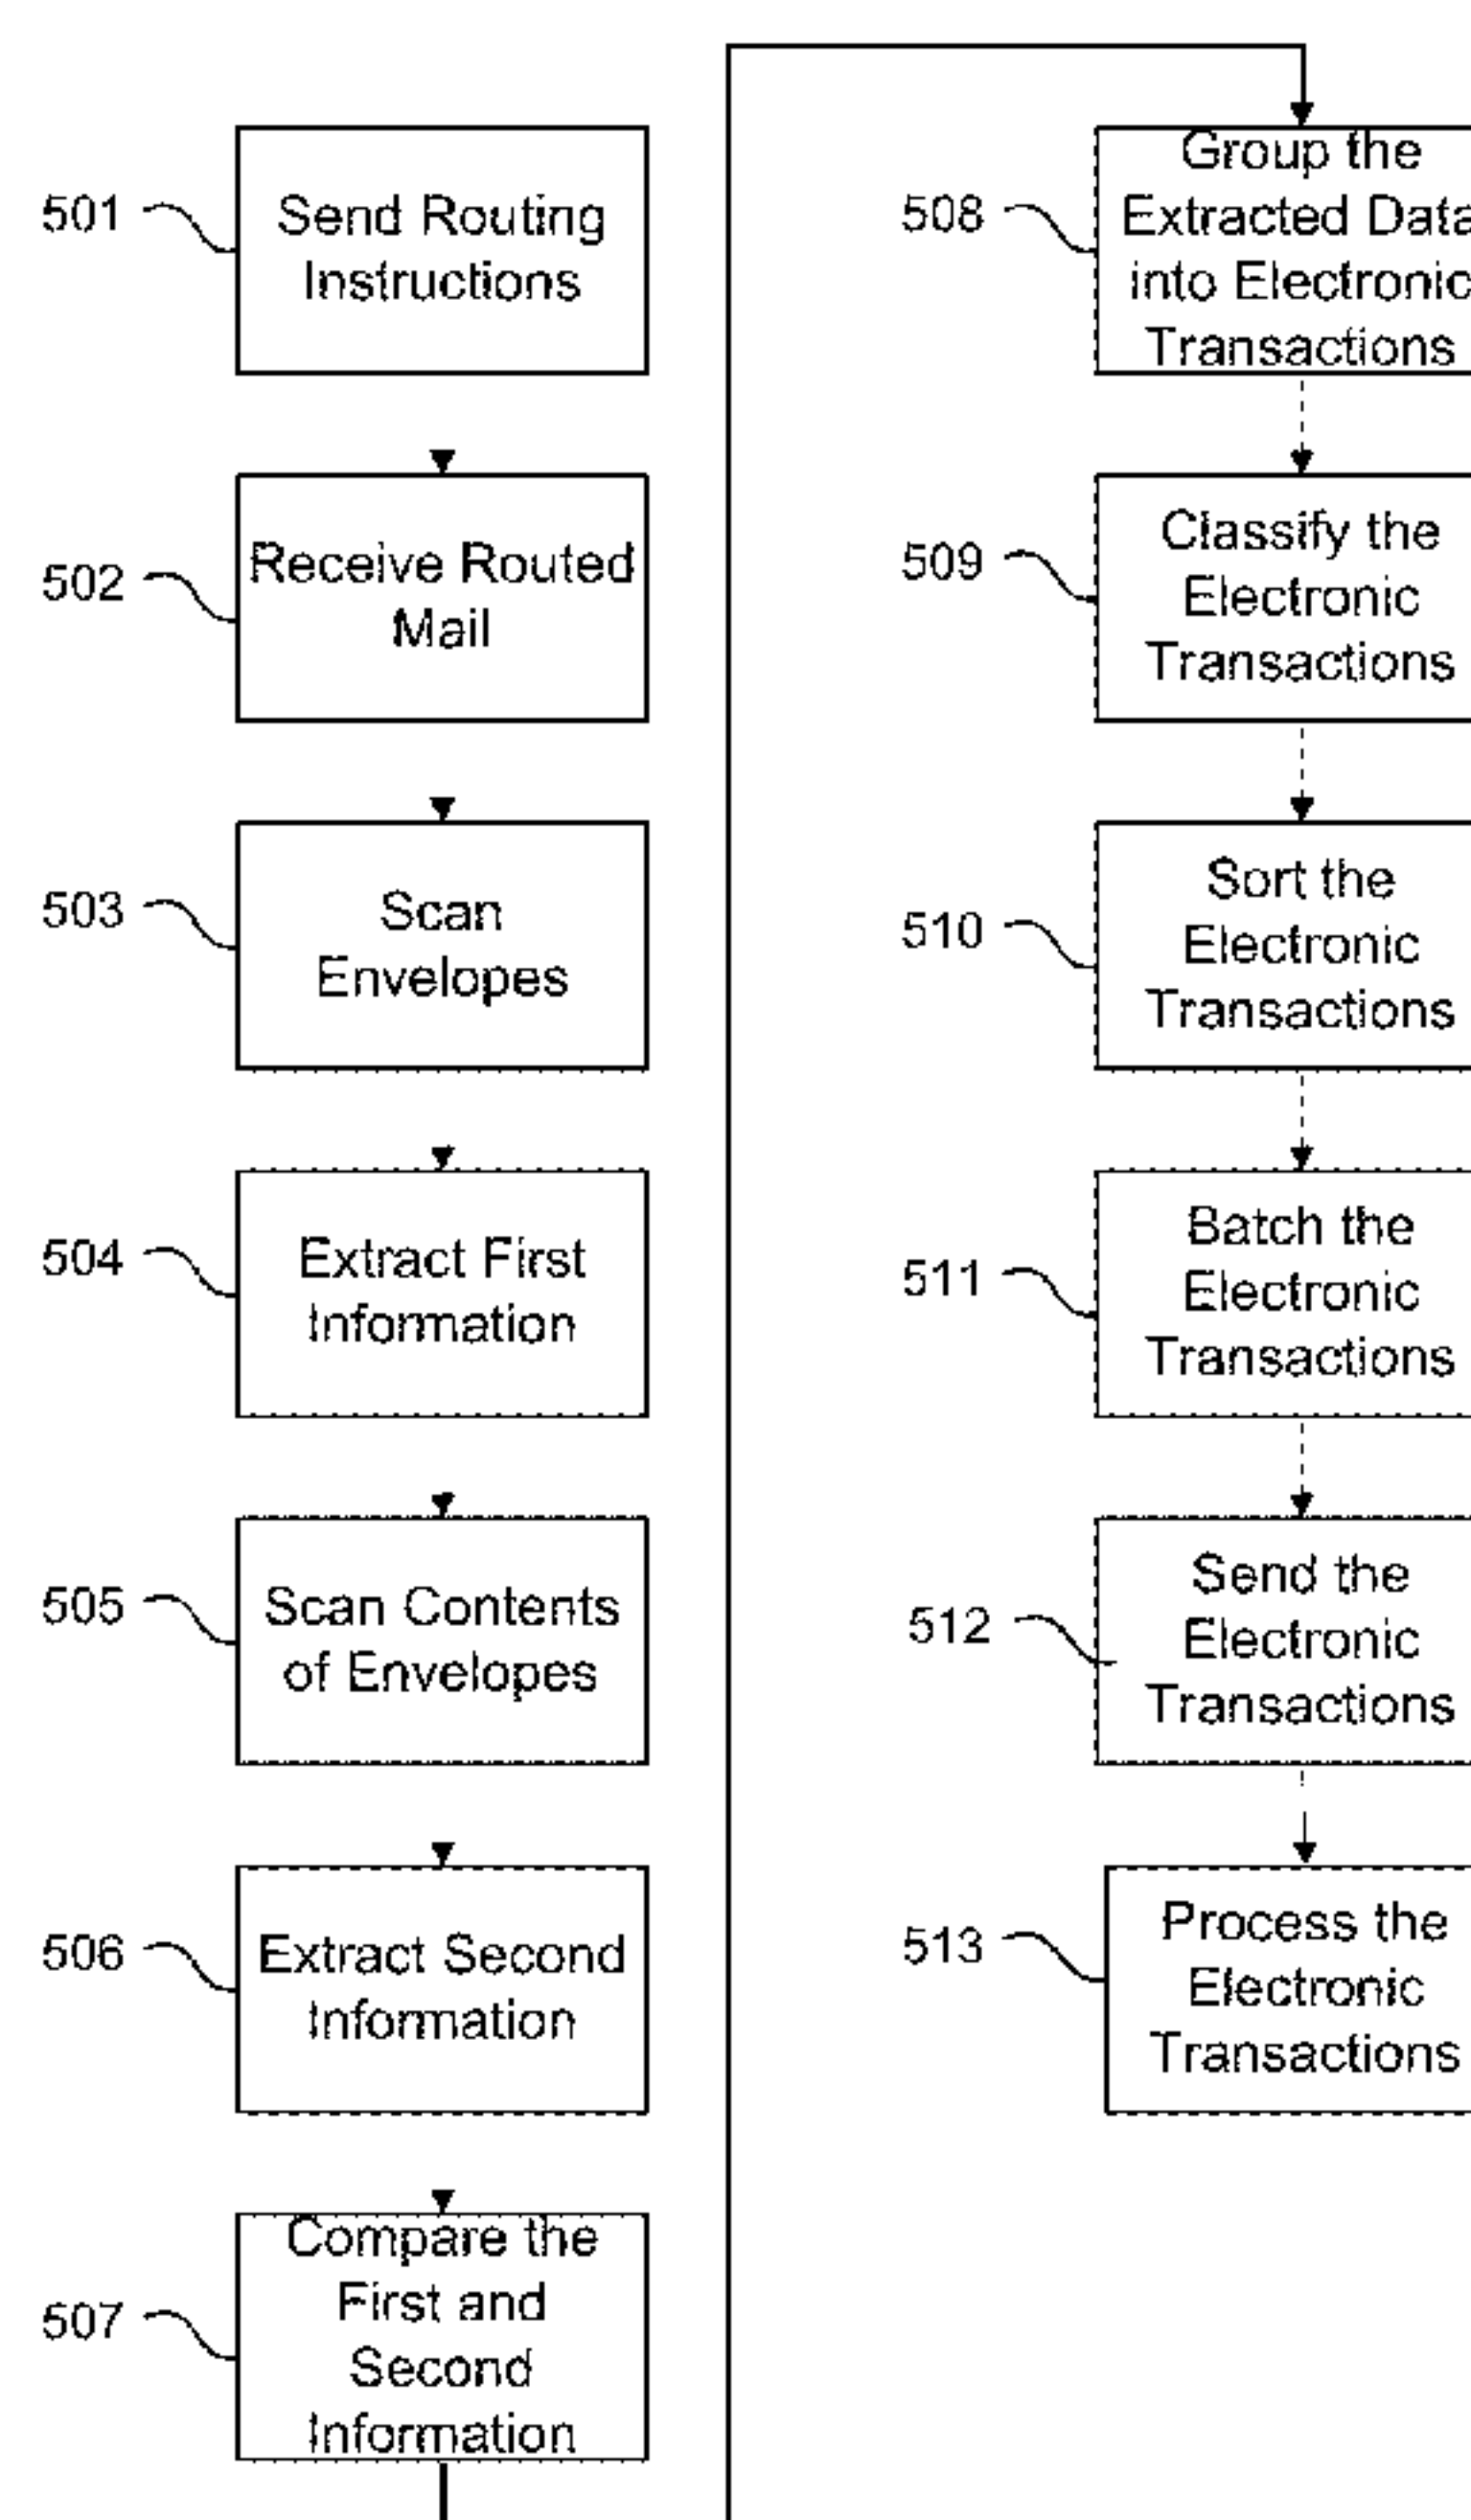 501
Send Routing
Instructions
502
Receive Routed
Mail
503
Scan
Envelopes
504
Extract First
Information
505
Scan Contents
of Envelopes
506
Extract Second
Information
507
Compare the
First and
Second
Information
508
Group the
Extracted Data
into Electronic
Transactions
509
Classify the
Electronic
Transactions
510
Sort the
Electronic
Transactions
511
Batch the
Electronic
Transactions
512
Send the
Electronic
Transactions
513
Process the
Electronic
Transactions